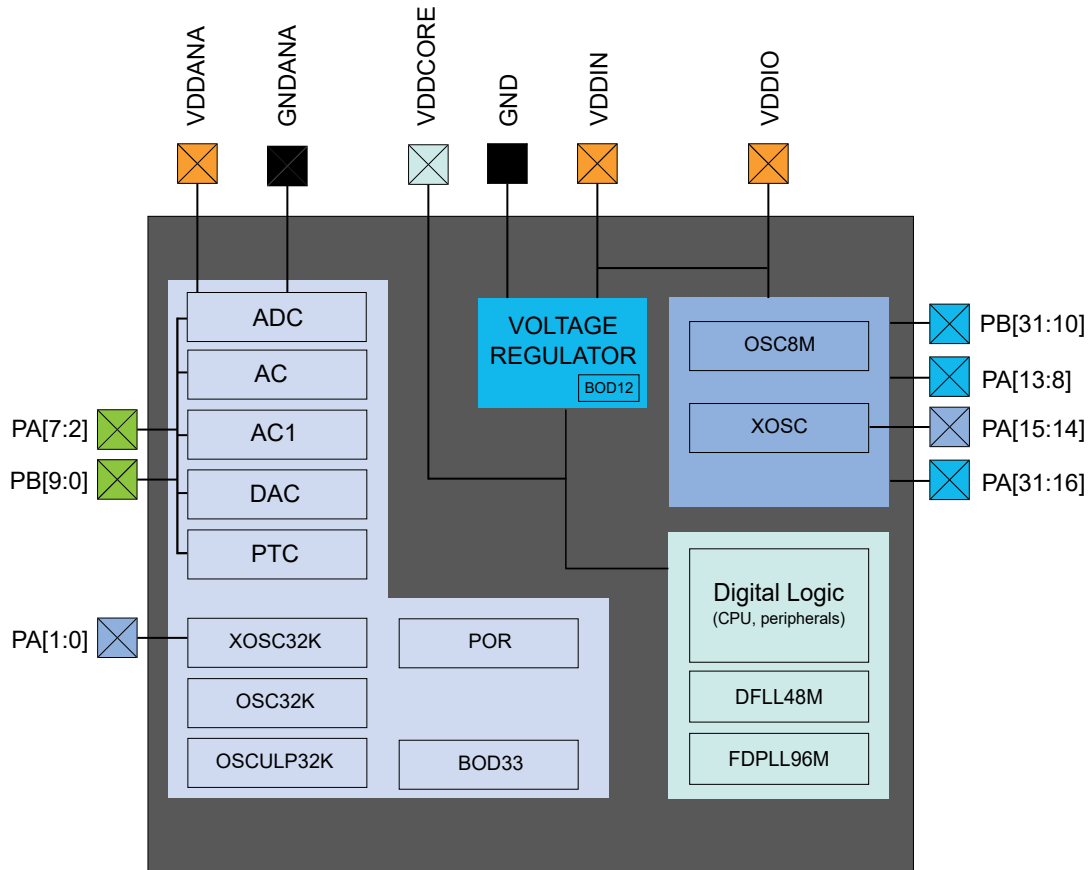 VDDANA
GNDANA
VDDCORE
GND
VDDIN
VDDIO
ADC
AC
AC1
DAC
PTC
PA[7:2]
PB[9:0]
PA[1:0]
XOSC32K
OSC32K
OSCULP32K
POR
BOD33
VOLTAGE
REGULATOR
BOD12
OSC8M
XOSC
PB[31:10]
PA[13:8]
PA[15:14]
PA[31:16]
Digital Logic
(CPU, peripherals)
DFLL48M
FDPLL96M